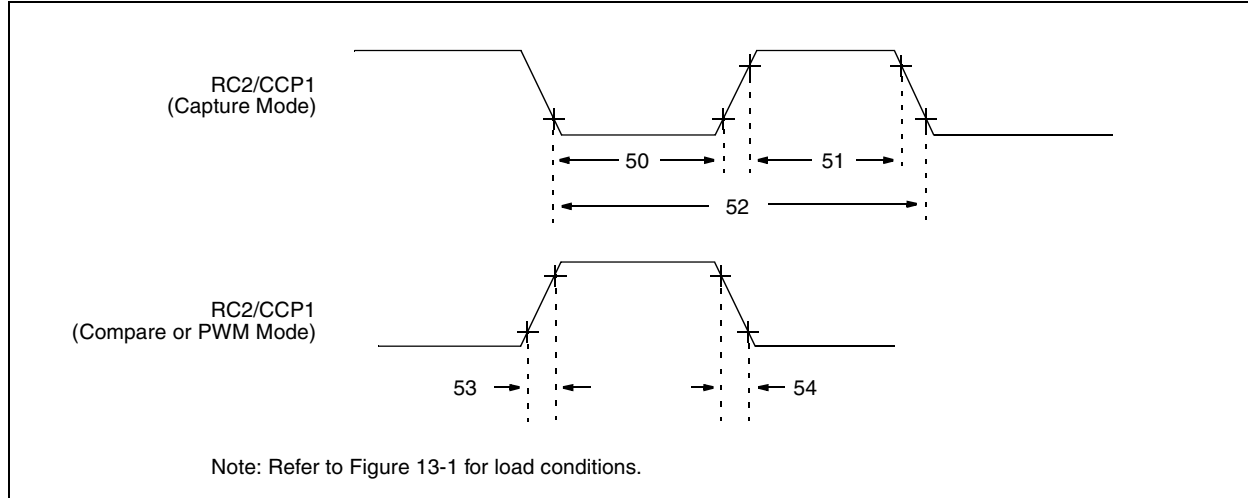 RC2/CCP1
(Capture Mode)
50
51
52
RC2/CCP1
(Compare or PWM Mode)
53
54
Note: Refer to Figure 13-1 for load conditions.